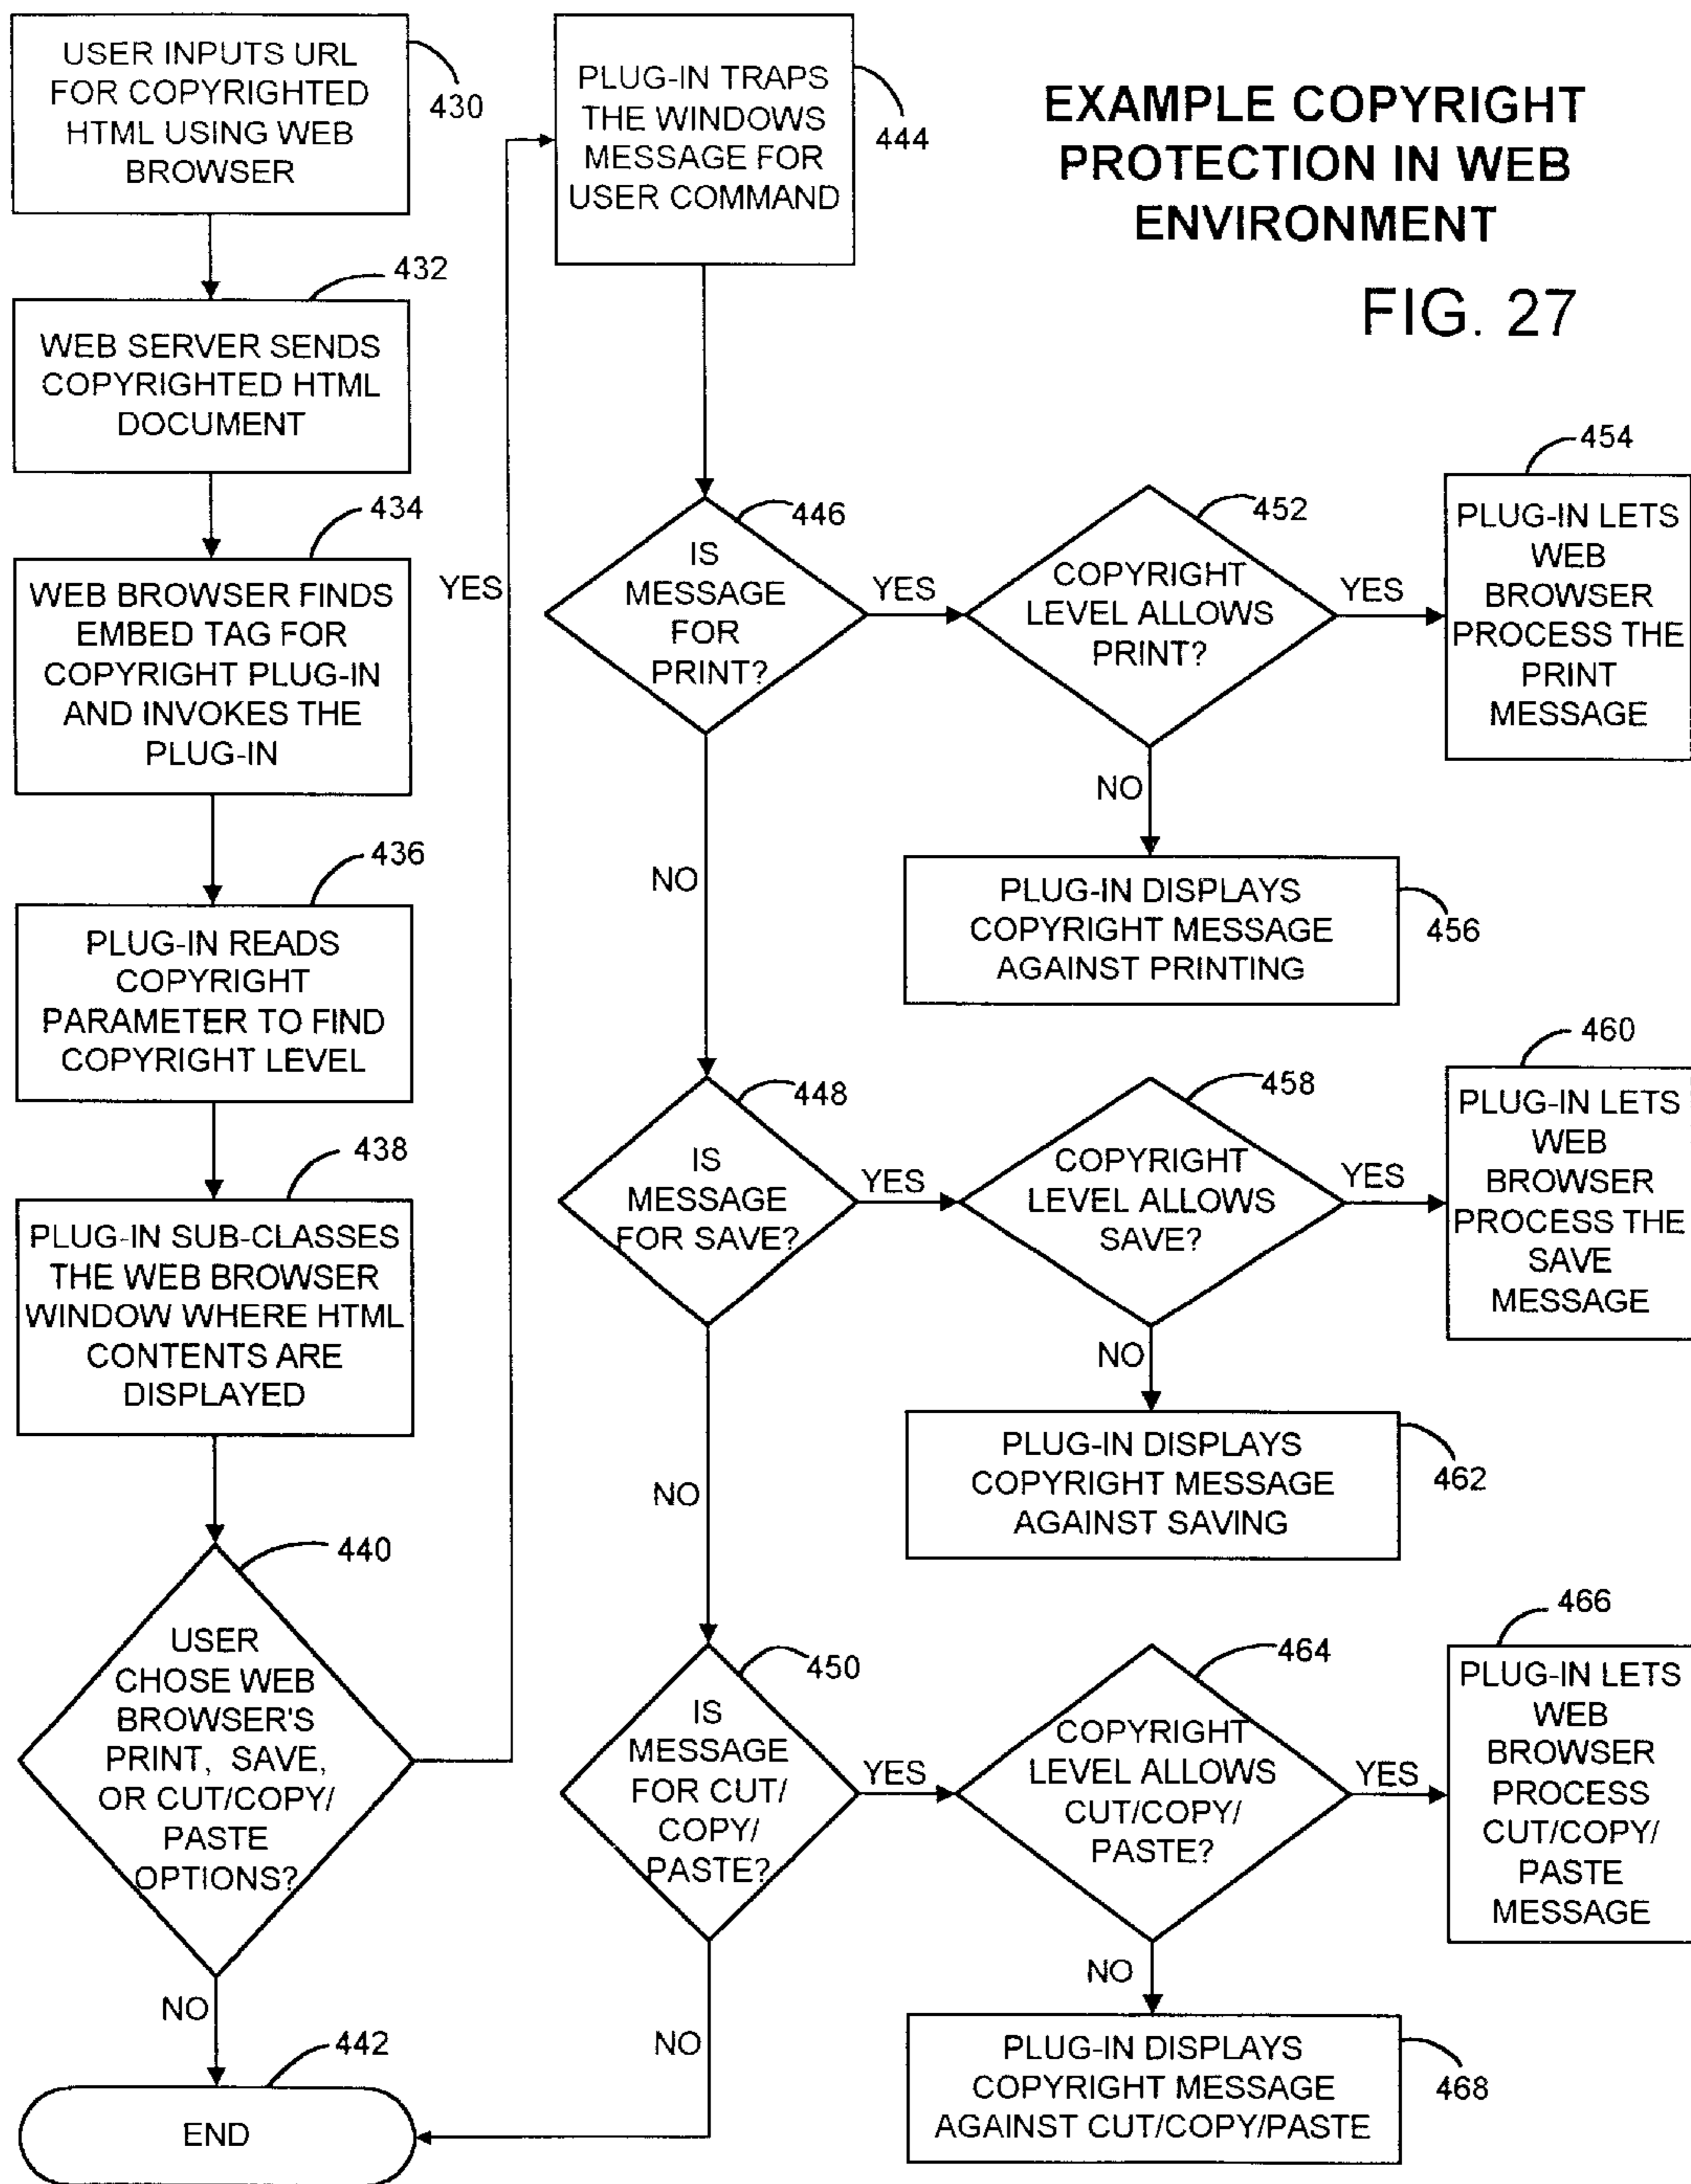 USER INPUTS URL
FOR COPYRIGHTED
HTML USING WEB
BROWSER
430
WEB SERVER SENDS
COPYRIGHTED HTML
DOCUMENT
432
WEB BROWSER FINDS
EMBED TAG FOR
COPYRIGHT PLUG-IN
AND INVOKES THE
PLUG-IN
434
PLUG-IN READS
COPYRIGHT
PARAMETER TO FIND
COPYRIGHT LEVEL
436
PLUG-IN SUB-CLASSES
THE WEB BROWSER
WINDOW WHERE HTML
CONTENTS ARE
DISPLAYED
438
USER
CHOSE WEB
BROWSER'S
PRINT, SAVE,
OR CUT/COPY/
PASTE
OPTIONS?
440
YES
NO
END
442
PLUG-IN TRAPS
THE WINDOWS
MESSAGE FOR
USER COMMAND
444
EXAMPLE COPYRIGHT
PROTECTION IN WEB
ENVIRONMENT
FIG. 27
IS
MESSAGE
FOR
PRINT?
446
YES
NO
COPYRIGHT
LEVEL ALLOWS
PRINT?
452
YES
NO
PLUG-IN LETS
WEB
BROWSER
PROCESS THE
PRINT
MESSAGE
454
PLUG-IN DISPLAYS
COPYRIGHT MESSAGE
AGAINST PRINTING
456
IS
MESSAGE
FOR SAVE?
448
YES
NO
COPYRIGHT
LEVEL ALLOWS
SAVE?
458
YES
NO
PLUG-IN LETS
WEB
BROWSER
PROCESS THE
SAVE
MESSAGE
460
PLUG-IN DISPLAYS
COPYRIGHT MESSAGE
AGAINST SAVING
462
IS
MESSAGE
FOR CUT/
COPY/
PASTE?
450
YES
NO
COPYRIGHT
LEVEL ALLOWS
CUT/COPY/
PASTE?
464
YES
NO
PLUG-IN LETS
WEB
BROWSER
PROCESS
CUT/COPY/
PASTE
MESSAGE
466
PLUG-IN DISPLAYS
COPYRIGHT MESSAGE
AGAINST CUT/COPY/PASTE
468